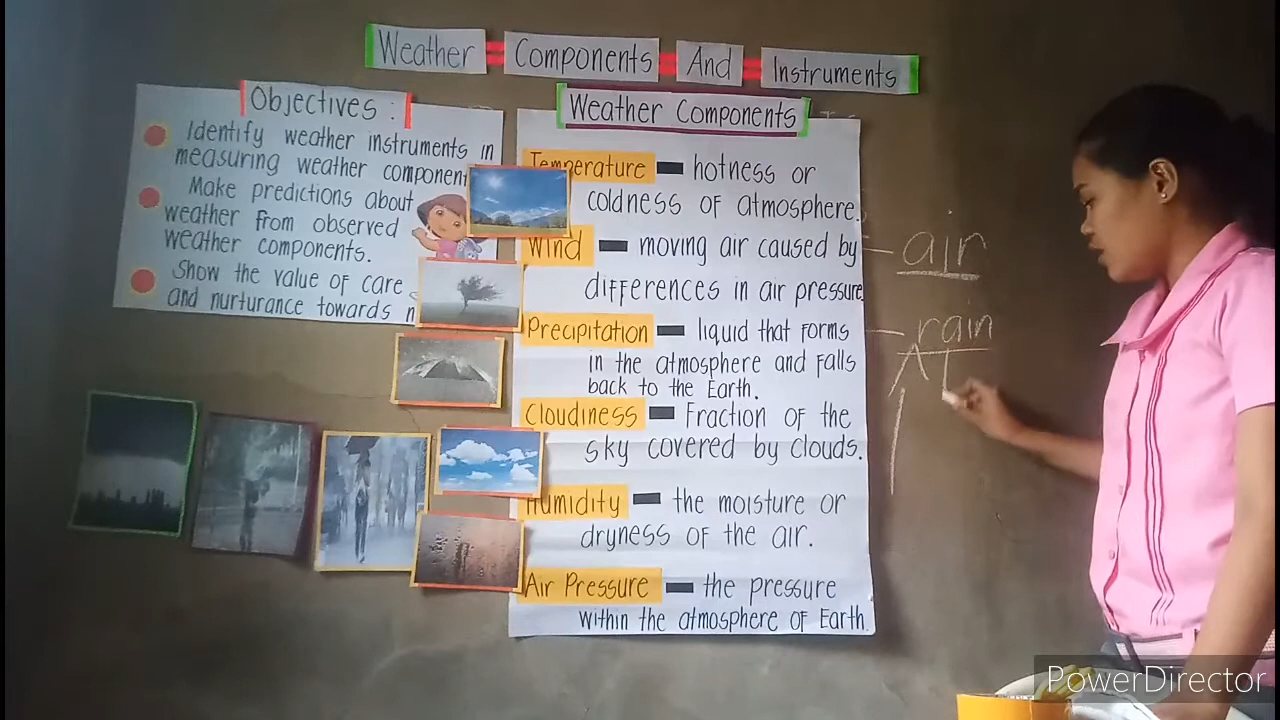 Weather Components And Instruments
Objectives :
Identify weather instruments in
measuring weather component
Make predictions about
weather from observed
weather components.
Show the value of care
and nurturance towards n
Weather Components
Temperature - hotness or
coldness of atmosphere.
Wind - moving air caused by
differences in air pressure
Precipitation - liquid that forms
in the atmosphere and falls
back to the Earth.
Cloudiness - Fraction of the
sky covered by clouds.
Humidity - the moisture or
dryness of the air.
Air Pressure - the pressure
within the atmosphere of Earth.
- air
- rain
PowerDirector